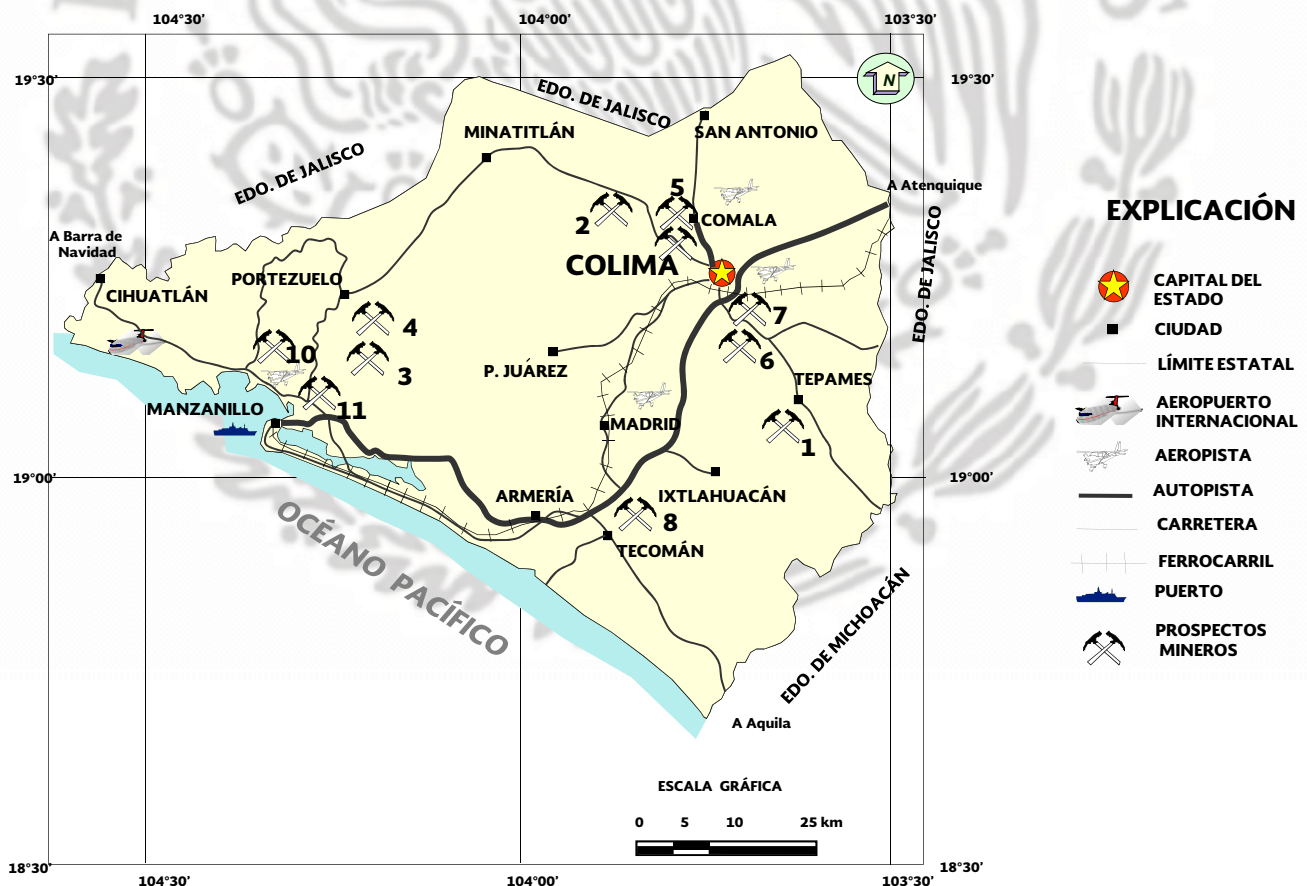 104°30’
104°00’
103°30’
19°30’
19°30’
EDO. DE JALISCO
MINATITLÁN
SAN ANTONIO
EDO. DE JALISCO
A Atenquique
5
2
COMALA
EDO. DE JALISCO
A Barra de
Navidad
COLIMA
PORTEZUELO
CIHUATLÁN
4
7
10
6
3
P. JUÁREZ
TEPAMES
MANZANILLO
11
MADRID
1
19°00’
19°00’
ARMERÍA
IXTLAHUACÁN
8
TECOMÁN
OCÉANO PACÍFICO
EDO. DE MICHOACÁN
A Aquila
ESCALA GRÁFICA
0 5 10 25 km
18°30’
18°30’
104°30’
104°00’
103°30’
N
EXPLICACIÓN
CAPITAL DEL
ESTADO
CIUDAD
LÍMITE ESTATAL
AEROPUERTO
INTERNACIONAL
AEROPISTA
AUTOPISTA
CARRETERA
FERROCARRIL
PUERTO
PROSPECTOS
MINEROS